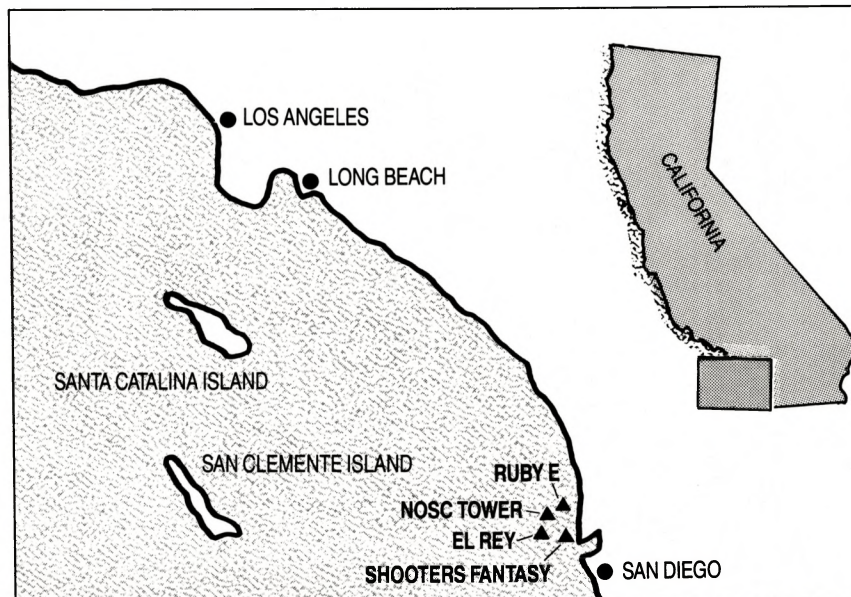 LOS ANGELES
LONG BEACH
CALIFORNIA
SANTA CATALINA ISLAND
SAN CLEMENTE ISLAND
RUBY E
NOSC TOWER
EL REY
SHOOTERS FANTASY
SAN DIEGO